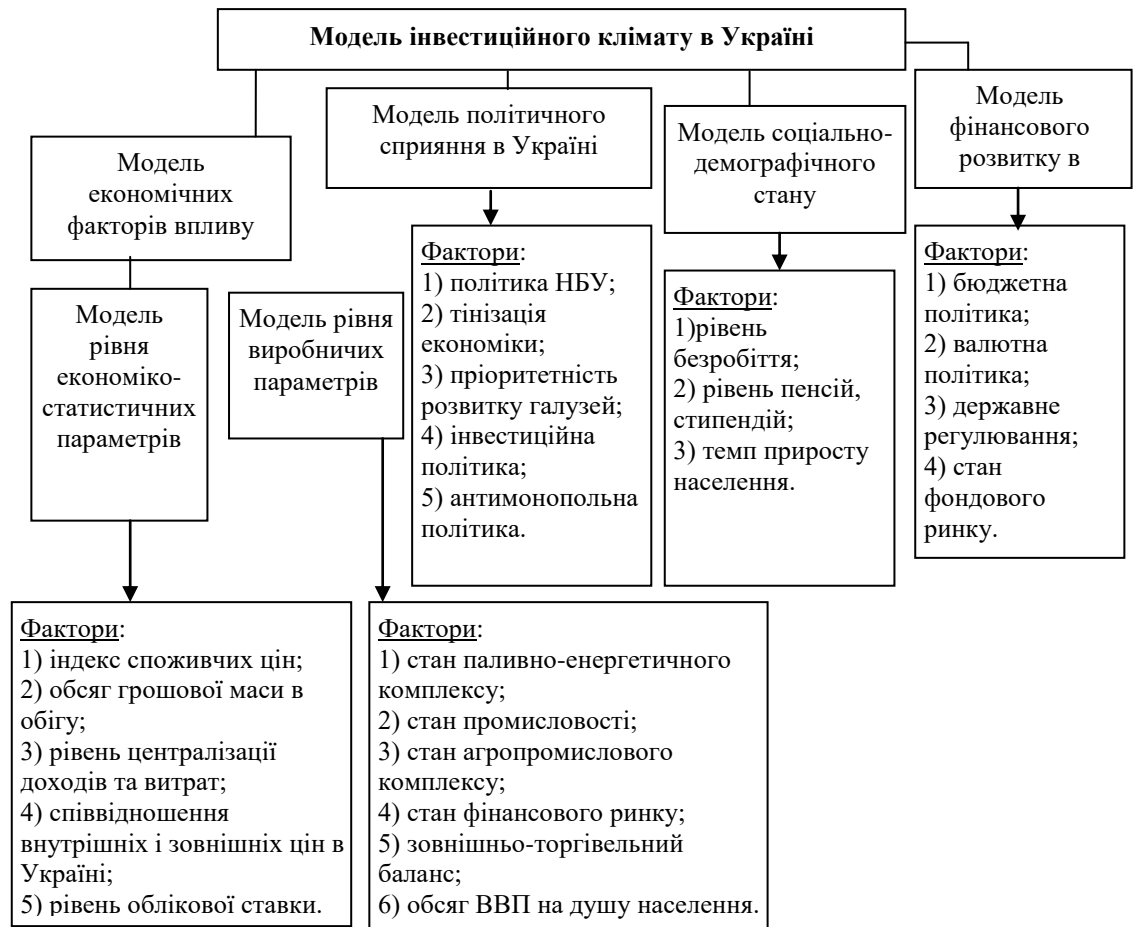 Модель інвестиційного клімату в Україні
Модель
економічних
факторів впливу
Модель політичного
сприяння в Україні
Модель соціально-
демографічного
стану
Модель
фінансового
розвитку в
Модель
рівня
економіко-
статистичних
параметрів
Модель рівня
виробничих
параметрів
Фактори:
1) політика НБУ;
2) тінізація
економіки;
3) пріоритетність
розвитку галузей;
4) інвестиційна
політика;
5) антимонопольна
політика.
Фактори:
1)рівень
безробіття;
2) рівень пенсій,
стипендій;
3) темп приросту
населення.
Фактори:
1) бюджетна
політика;
2) валютна
політика;
3) державне
регулювання;
4) стан
фондового
ринку.
Фактори:
1) індекс споживчих цін;
2) обсяг грошової маси в
обігу;
3) рівень централізації
доходів та витрат;
4) співвідношення
внутрішніх і зовнішніх цін в
Україні;
5) рівень облікової ставки.
Фактори:
1) стан паливно-енергетичного
комплексу;
2) стан промисловості;
3) стан агропромислового
комплексу;
4) стан фінансового ринку;
5) зовнішньо-торгівельний
баланс;
6) обсяг ВВП на душу населення.